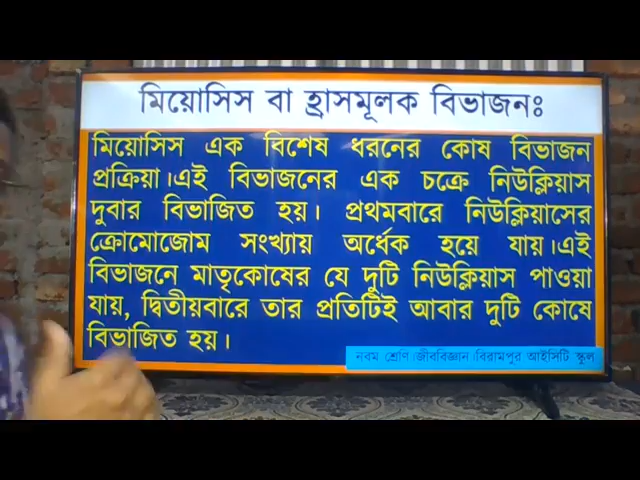 মিয়োসিস বা হ্রাসমূলক বিভাজনঃ
মিয়োসিস এক বিশেষ ধরনের কোষ বিভাজন
প্রক্রিয়া।এই বিভাজনের এক চক্রে নিউক্লিয়াস
দুবার বিভাজিত হয়। প্রথমবারে নিউক্লিয়াসের
ক্রোমোজোম সংখ্যায় অর্ধেক হয়ে যায়।এই
বিভাজনে মাতৃকোষের যে দুটি নিউক্লিয়াস পাওয়া
যায়, দ্বিতীয়বারে তার প্রতিটিই আবার দুটি কোষে
বিভাজিত হয়।
নবম শ্রেণি।জীববিজ্ঞান।বিরামপুর আইসিটি স্কুল